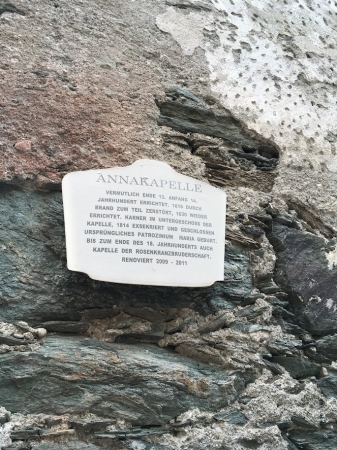 ANNAKAPELLE
VERMUTLICH ENDE 13. ANFANG 14.
JAHRHUNDERT ERRICHTET. 1616 DURCH
BRAND ZUM TEIL ZERSTÖRT, 1636 WIEDER
ERRICHTET. KARNER IM UNTERGESCHOSS DER
KAPELLE, 1814 EXSEKRIERT UND GESCHLOSSEN
URSPRÜNGLICHES PATROZINIUM MARIA GEBURT.
BIS ZUM ENDE DES 18. JAHRHUNDERTS AUCH
KAPELLE DER ROSENKRANZBRUDERSCHAFT.
RENOVIERT 2009 - 2011